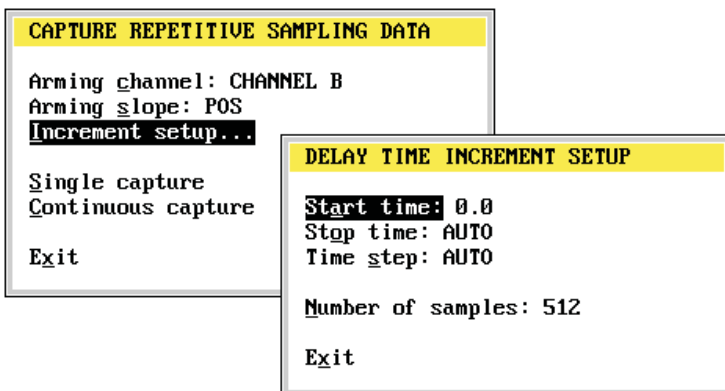 CAPTURE REPETITIVE SAMPLING DATA
Arming channel: CHANNEL B
Arming slope: POS
Increment setup...
Single capture
Continuous capture
Exit
DELAY TIME INCREMENT SETUP
Start time: 0.0
Stop time: AUTO
Time step: AUTO
Number of samples: 512
Exit